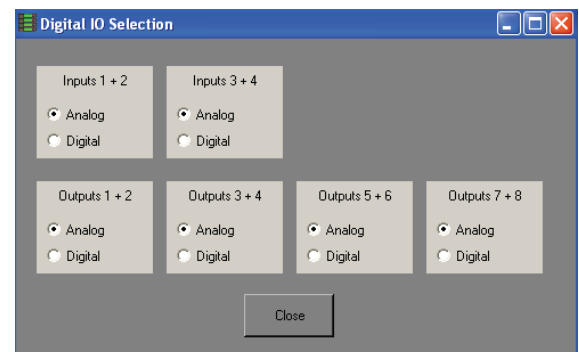 Digital IO Selection
Inputs 1 + 2
Analog
Digital
Inputs 3 + 4
Analog
Digital
Outputs 1 + 2
Analog
Digital
Outputs 3 + 4
Analog
Digital
Outputs 5 + 6
Analog
Digital
Outputs 7 + 8
Analog
Digital
Close